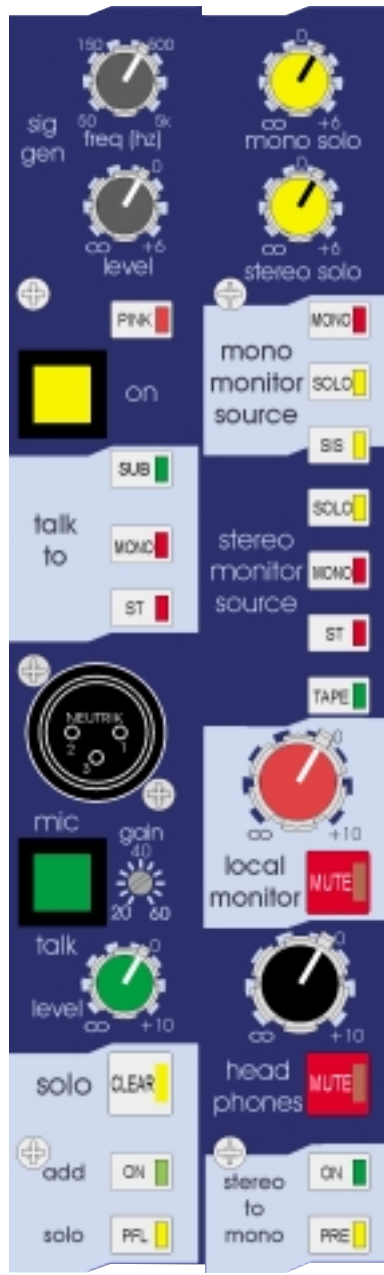 150 500
sig
gen
50 5k
freq (hz)
0
∞ +6
level
PINK
on
talk
to
SUB
MONO
ST
NEUTRIK
2 1
3
mic
gain
40
20 60
talk
0
level
∞ +10
solo CLEAR
add ON
solo PFL
0
∞ +6
mono solo
0
∞ +6
stereo solo
mono
monitor
source
MONO
SOLO
SIS
SOLO
stereo
monitor
source
MONO
ST
TAPE
0
∞ +10
local
monitor
MUTE
0
∞ +10
head
phones
MUTE
stereo
to
mono
ON
PRE